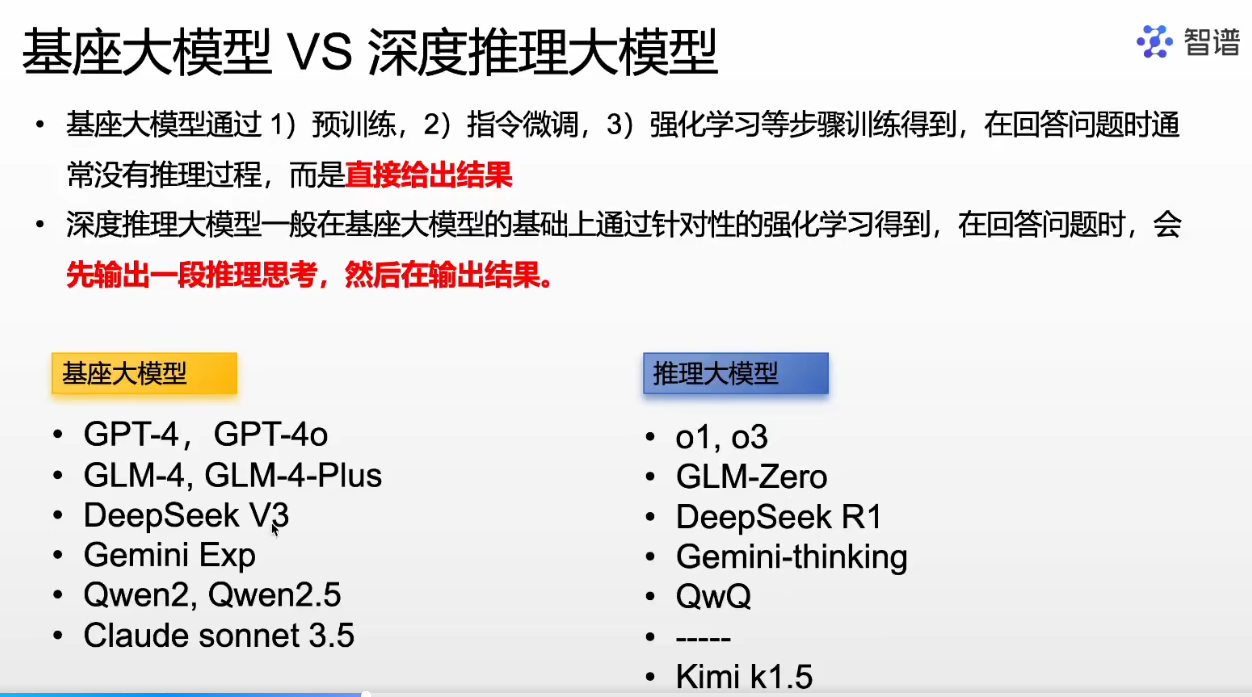 基座大模型 VS 深度推理大模型
智谱
• 基座大模型通过 1）预训练，2）指令微调，3）强化学习等步骤训练得到，在回答问题时通
常没有推理过程，而是直接给出结果
• 深度推理大模型一般在基座大模型的基础上通过针对性的强化学习得到，在回答问题时，会
先输出一段推理思考，然后在输出结果。
基座大模型
• GPT-4，GPT-4o
• GLM-4, GLM-4-Plus
• DeepSeek V3
• Gemini Exp
• Qwen2, Qwen2.5
• Claude sonnet 3.5
推理大模型
• o1, o3
• GLM-Zero
• DeepSeek R1
• Gemini-thinking
• QwQ
• -----
• Kimi k1.5